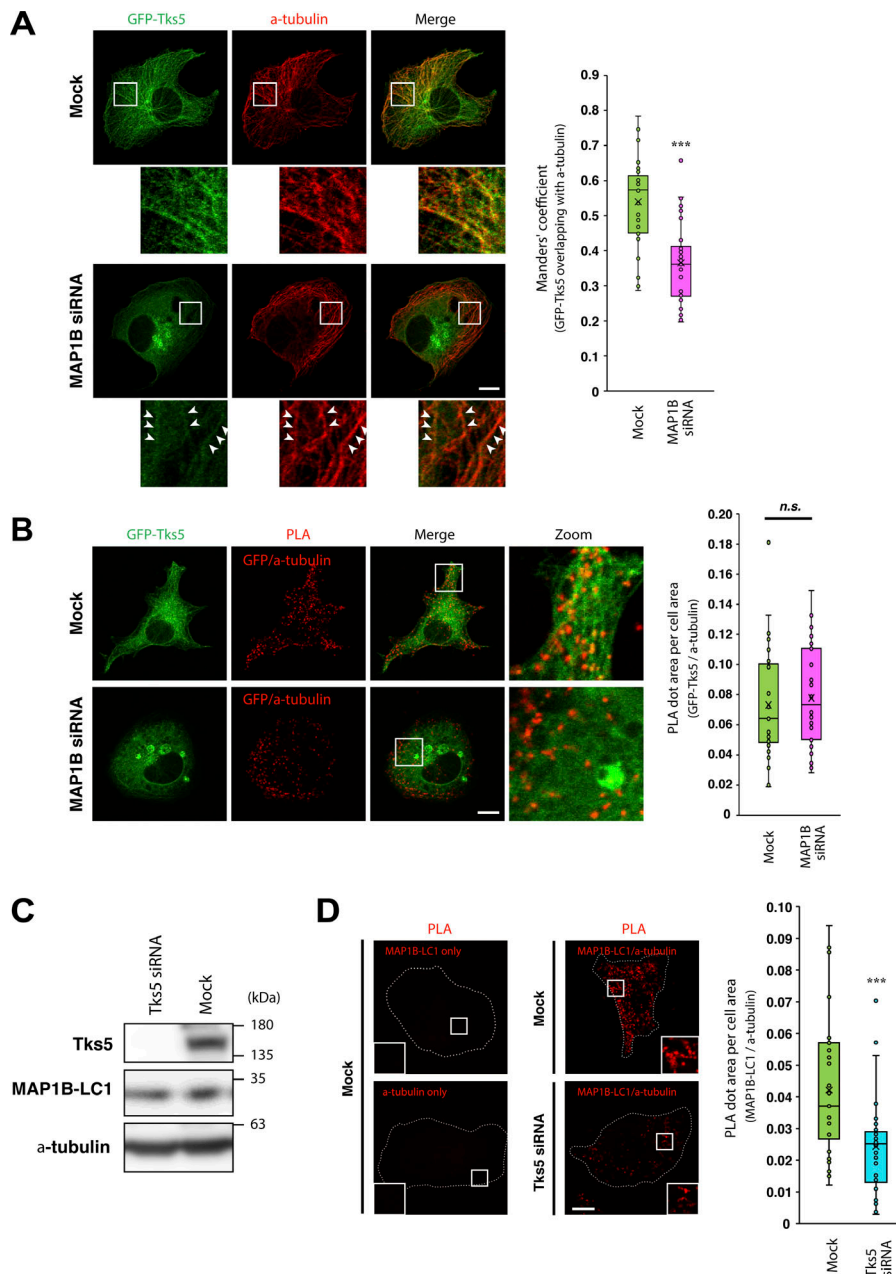 A
GFP-Tks5
a-tubulin
Merge
Mock
MAP1B siRNA
Manders' coefficient
(GFP-Tks5 overlapping with a-tubulin)
0.9
0.8
0.7
0.6
0.5
0.4
0.3
0.2
0.1
0
***
Mock
MAP1B
siRNA
B
GFP-Tks5
PLA
Merge
Zoom
Mock
GFP/a-tubulin
MAP1B siRNA
GFP/a-tubulin
PLA dot area per cell area
(GFP-Tks5 / a-tubulin)
n.s.
0.20
0.18
0.16
0.14
0.12
0.10
0.08
0.06
0.04
0.02
0
Mock
MAP1B
siRNA
C
Tks5 siRNA
Mock
(kDa)
Tks5
180
135
MAP1B-LC1
35
a-tubulin
63
D
PLA
PLA
Mock
MAP1B-LC1 only
a-tubulin only
Mock
MAP1B-LC1/a-tubulin
Tks5 siRNA
MAP1B-LC1/a-tubulin
PLA dot area per cell area
(MAP1B-LC1 / a-tubulin)
0.10
0.09
0.08
0.07
0.06
0.05
0.04
0.03
0.02
0.01
0
***
Mock
Tks5
siRNA